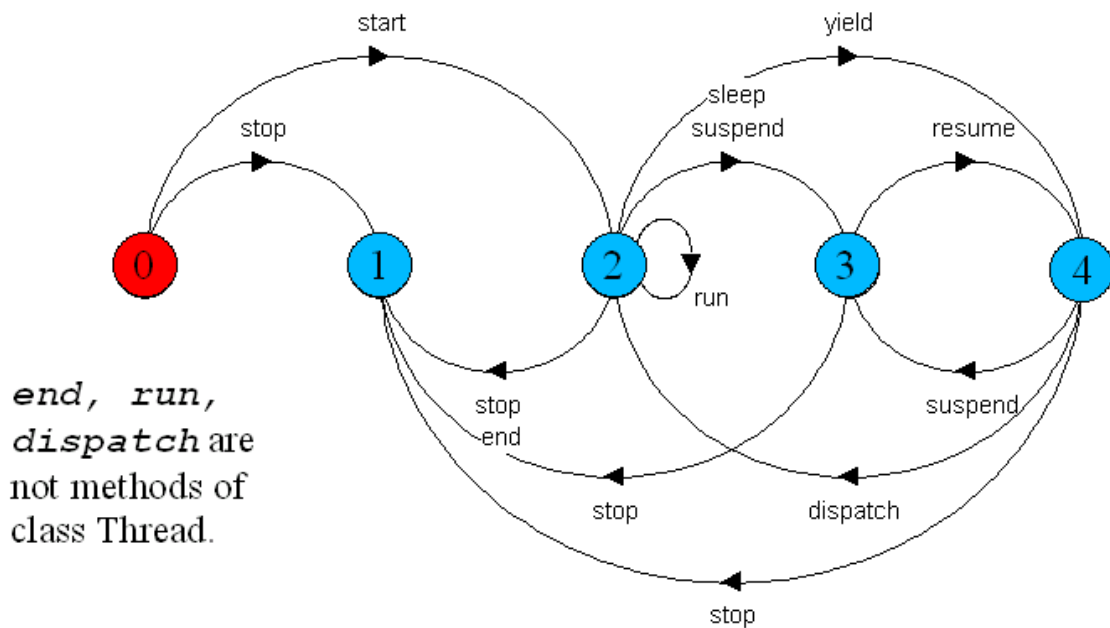 start
yield
sleep
stop
suspend
resume
0
1
2
3
4
run
end, run,
dispatch are
not methods of
class Thread.
stop
end
suspend
stop
dispatch
stop